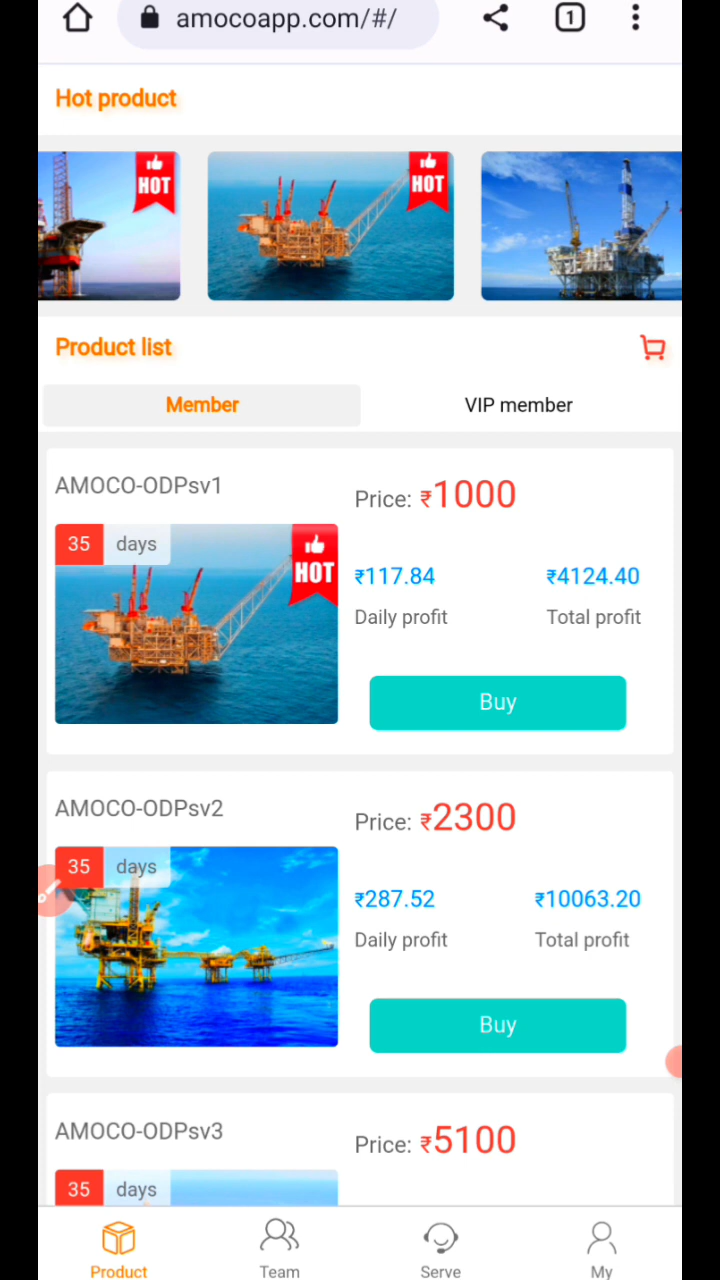 amocoapp.com/#/
1
Hot product
HOT
HOT
Product list
Member
VIP member
AMOCO-ODPsv1
Price: ₹1000
35 days
HOT
₹117.84
₹4124.40
Daily profit
Total profit
Buy
AMOCO-ODPsv2
Price: ₹2300
35 days
₹287.52
₹10063.20
Daily profit
Total profit
Buy
AMOCO-ODPsv3
Price: ₹5100
35 days
Product
Team
Serve
My